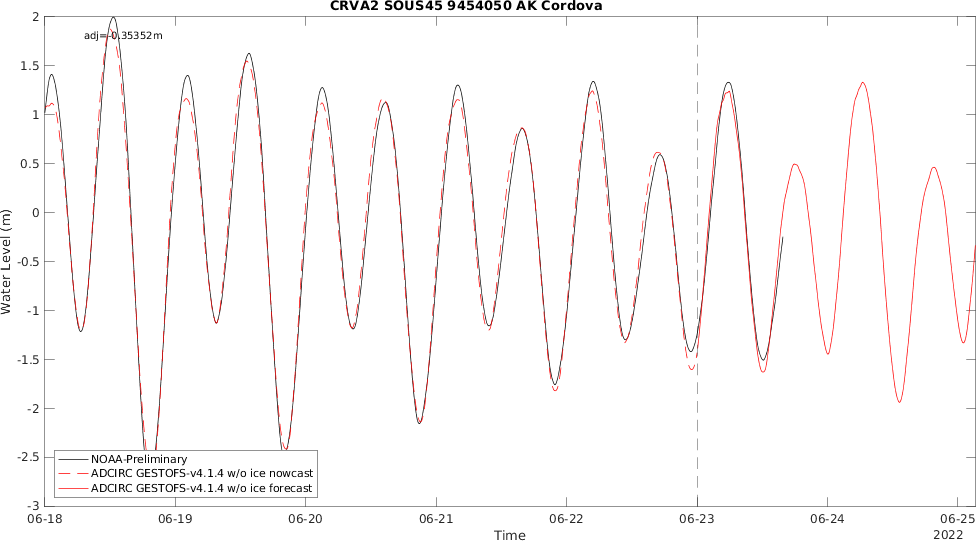 CRVA2 SOUS45 9454050 AK Cordova
adj=-0.35352m
Water Level (m)
2
1.5
1
0.5
0
-0.5
-1
-1.5
-2
-2.5
-3
NOAA-Preliminary
ADCIRC GESTOFS-v4.1.4 w/o ice nowcast
ADCIRC GESTOFS-v4.1.4 w/o ice forecast
06-18 06-19 06-20 06-21 06-22 06-23 06-24 06-25
Time
2022